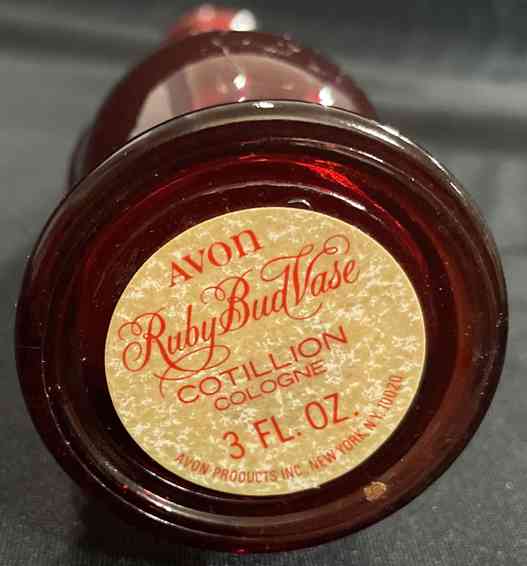 AVON
Ruby Bud Vase
COTILLION
COLOGNE
3 FL. OZ.
AVON PRODUCTS INC. NEW YORK N.Y. 10020